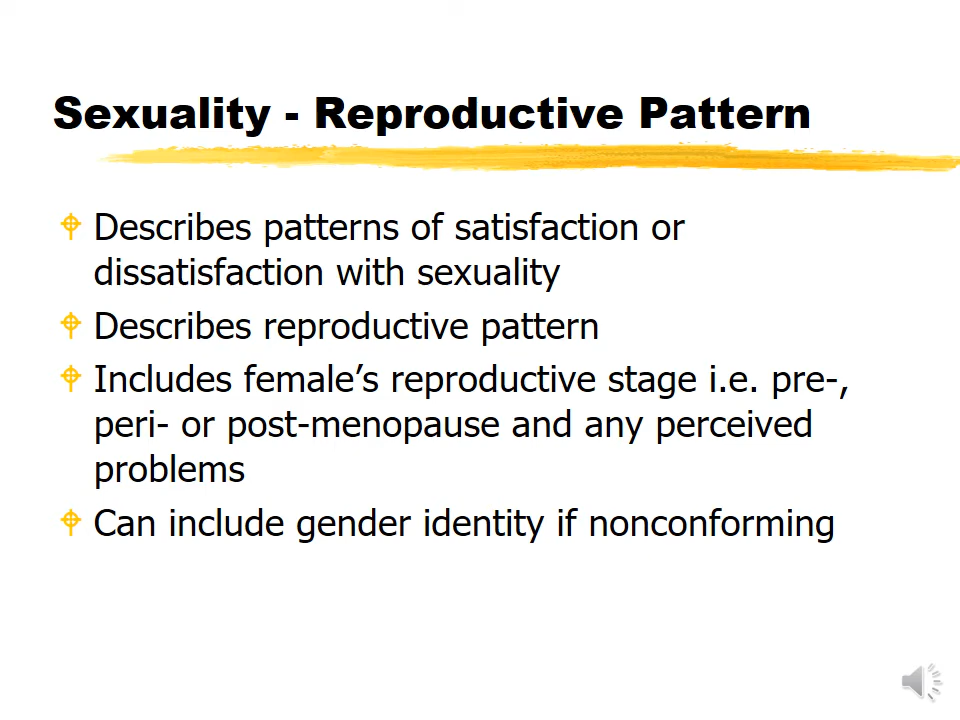 Sexuality - Reproductive Pattern
Describes patterns of satisfaction or
dissatisfaction with sexuality
Describes reproductive pattern
Includes female’s reproductive stage i.e. pre-,
peri- or post-menopause and any perceived
problems
Can include gender identity if nonconforming